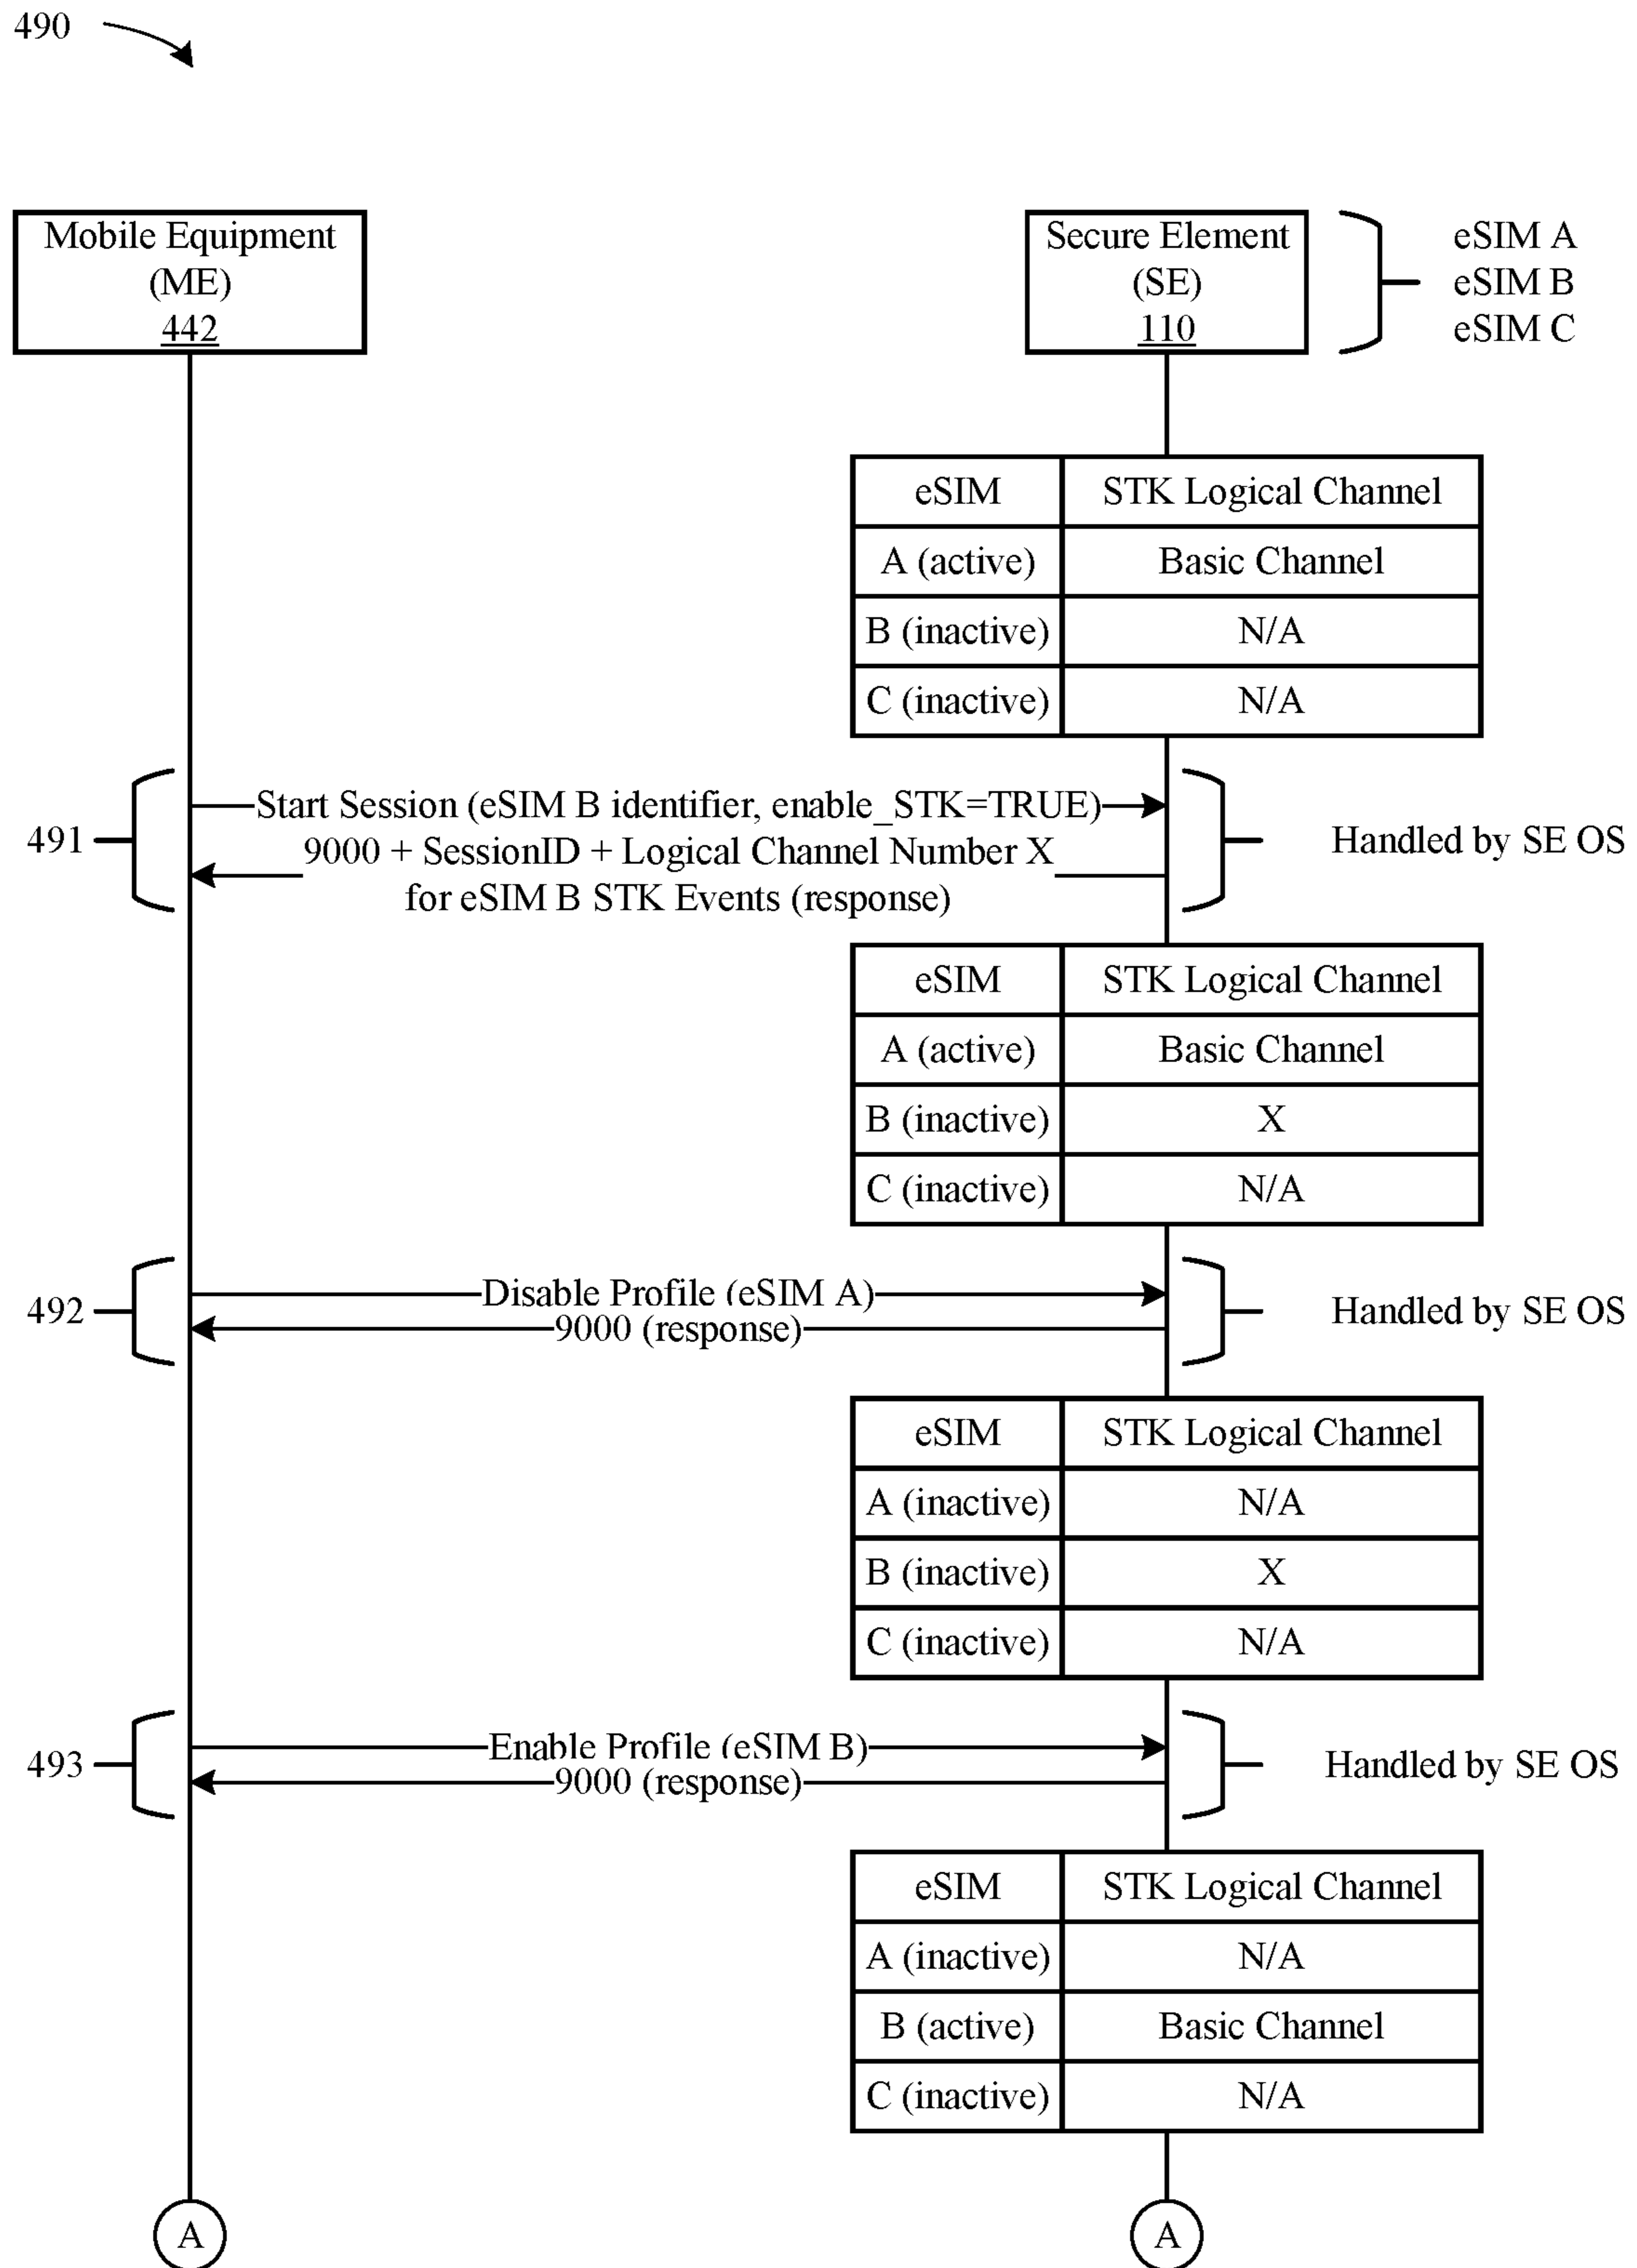 490
Mobile Equipment
(ME)
442
Secure Element
(SE)
110
eSIM A
eSIM B
eSIM C
eSIM STK Logical Channel
A (active) Basic Channel
B (inactive) N/A
C (inactive) N/A
491
Start Session (eSIM B identifier, enable_STK=TRUE)
9000 + SessionID + Logical Channel Number X
for eSIM B STK Events (response)
Handled by SE OS
eSIM STK Logical Channel
A (active) Basic Channel
B (inactive) X
C (inactive) N/A
492
Disable Profile (eSIM A)
9000 (response)
Handled by SE OS
eSIM STK Logical Channel
A (inactive) N/A
B (inactive) X
C (inactive) N/A
493
Enable Profile (eSIM B)
9000 (response)
Handled by SE OS
eSIM STK Logical Channel
A (inactive) N/A
B (active) Basic Channel
C (inactive) N/A
A A